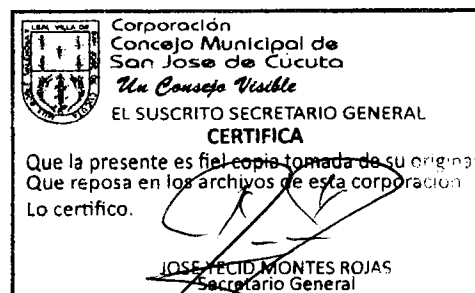 Corporación
Concejo Municipal de
San Jose de Cúcuta
Un Consejo Visible
EL SUSCRITO SECRETARIO GENERAL
CERTIFICA
Que la presente es fiel copia tomada de su original
Que reposa en los archivos de esta corporación
Lo certifico.
JOSE YECID MONTES ROJAS
Secretario General